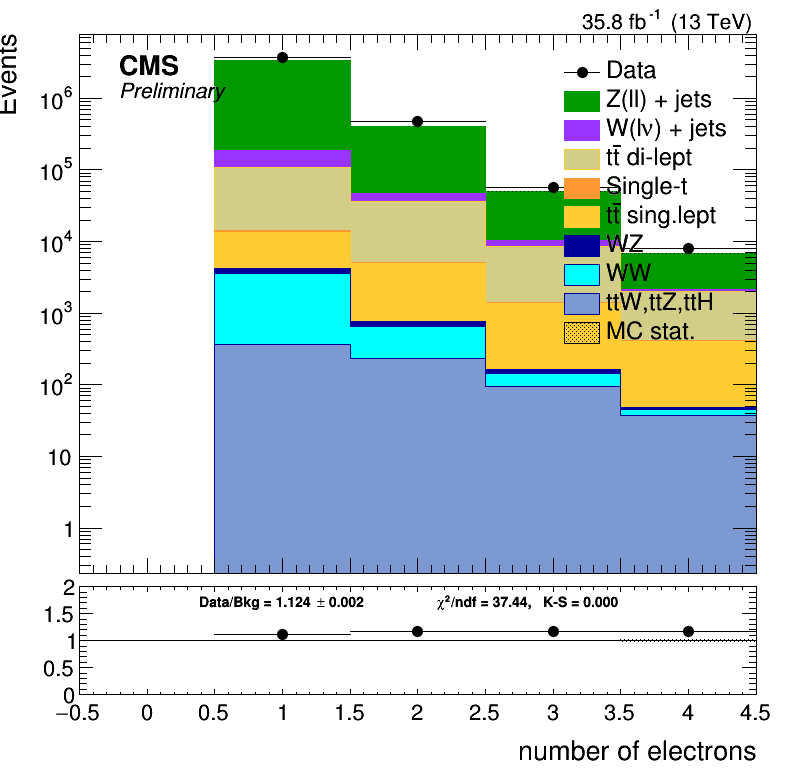 35.8 fb⁻¹ (13 TeV)
Events
CMS
Preliminary
Data
Z(ll) + jets
W(lν) + jets
tt̄ di-lept
Single-t
tt̄ sing.lept
WZ
WW
ttW,ttZ,ttH
MC stat.
10⁶
10⁵
10⁴
10³
10²
10
1
Data/Bkg = 1.124 ± 0.002
χ²/ndf = 37.44, K-S = 0.000
2
1.5
1
0.5
0
−0.5 0 0.5 1 1.5 2 2.5 3 3.5 4 4.5
number of electrons